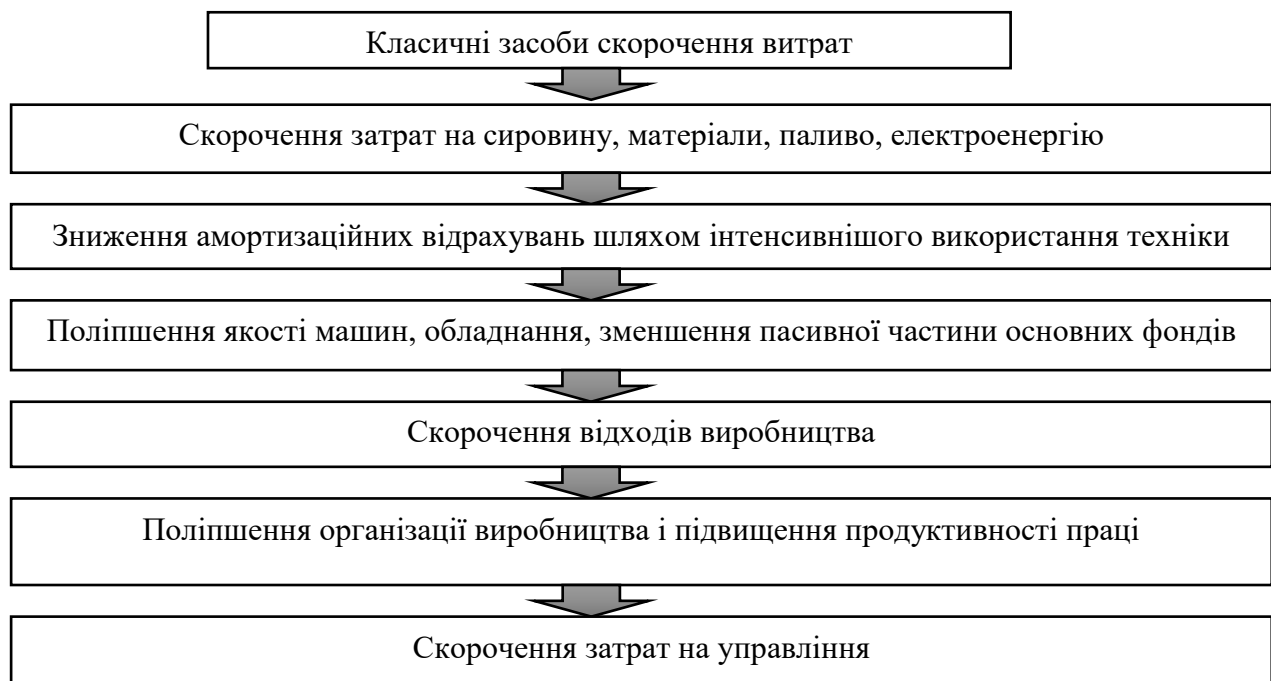 Класичні засоби скорочення витрат
Скорочення затрат на сировину, матеріали, паливо, електроенергію
Зниження амортизаційних відрахувань шляхом інтенсивнішого використання техніки
Поліпшення якості машин, обладнання, зменшення пасивної частини основних фондів
Скорочення відходів виробництва
Поліпшення організації виробництва і підвищення продуктивності праці
Скорочення затрат на управління